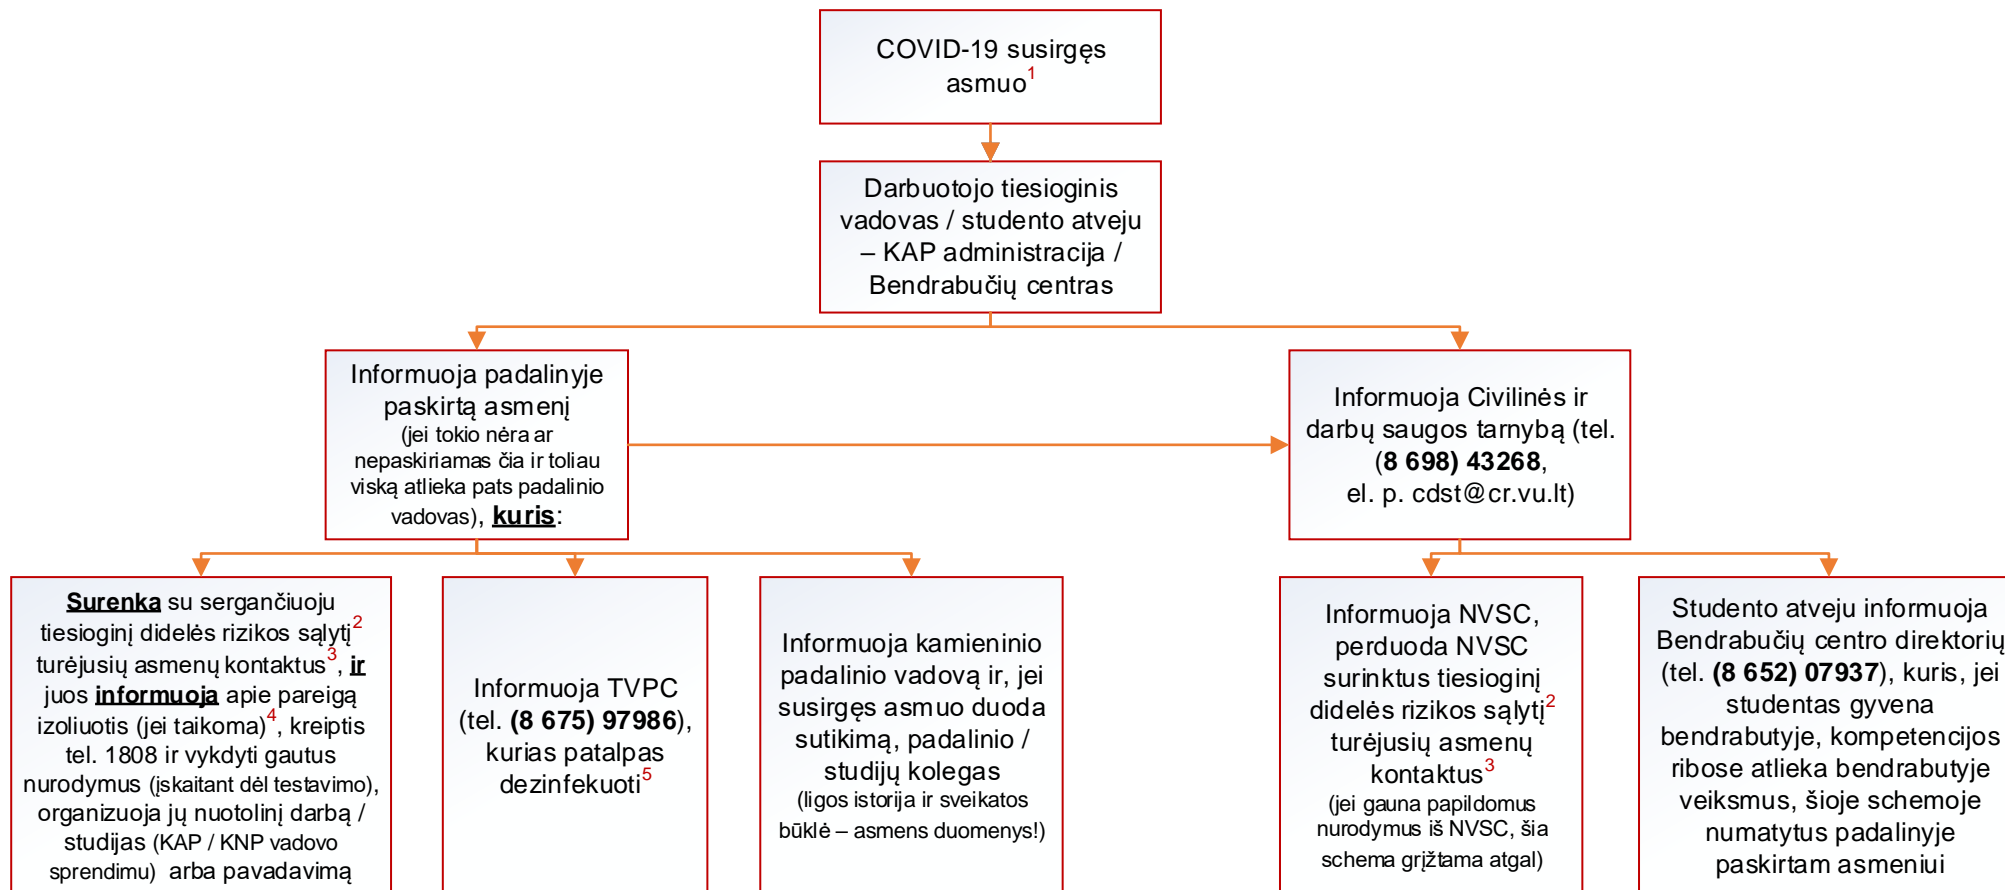 COVID-19 susirgęs
asmuo1
Darbuotojo tiesioginis
vadovas / studento atveju
– KAP administracija /
Bendrabučių centras
Informuoja padalinyje
paskirtą asmenį
(jei tokio nėra ar
nepaskiriamas čia ir toliau
viską atlieka pats padalinio
vadovas), kuris:
Informuoja Civilinės ir
darbų saugos tarnybą (tel.
(8 698) 43268,
el. p. cdst@cr.vu.lt)
Surenka su sergančiuoju
tiesioginį didelės rizikos sąlytį2
turėjusių asmenų kontaktus3, ir
juos informuoja apie pareigą
izoliuotis (jei taikoma)4, kreiptis
tel. 1808 ir vykdyti gautus
nurodymus (įskaitant dėl testavimo),
organizuoja jų nuotolinį darbą /
studijas (KAP / KNP vadovo
sprendimu) arba pavadavimą
Informuoja TVPC
(tel. (8 675) 97986),
kurias patalpas
dezinfekuoti5
Informuoja kamieninio
padalinio vadovą ir, jei
susirgęs asmuo duoda
sutikimą, padalinio /
studijų kolegas
(ligos istorija ir sveikatos
būklė – asmens duomenys!)
Informuoja NVSC,
perduoda NVSC
surinktus tiesioginį
didelės rizikos sąlytį2
turėjusių asmenų
kontaktus3
(jei gauna papildomus
nurodymus iš NVSC, šia
schema grįžtama atgal)
Studento atveju informuoja
Bendrabučių centro direktorių
(tel. (8 652) 07937), kuris, jei
studentas gyvena
bendrabutyje, kompetencijos
ribose atlieka bendrabutyje
veiksmus, šioje schemoje
numatytus padalinyje
paskirtam asmeniui